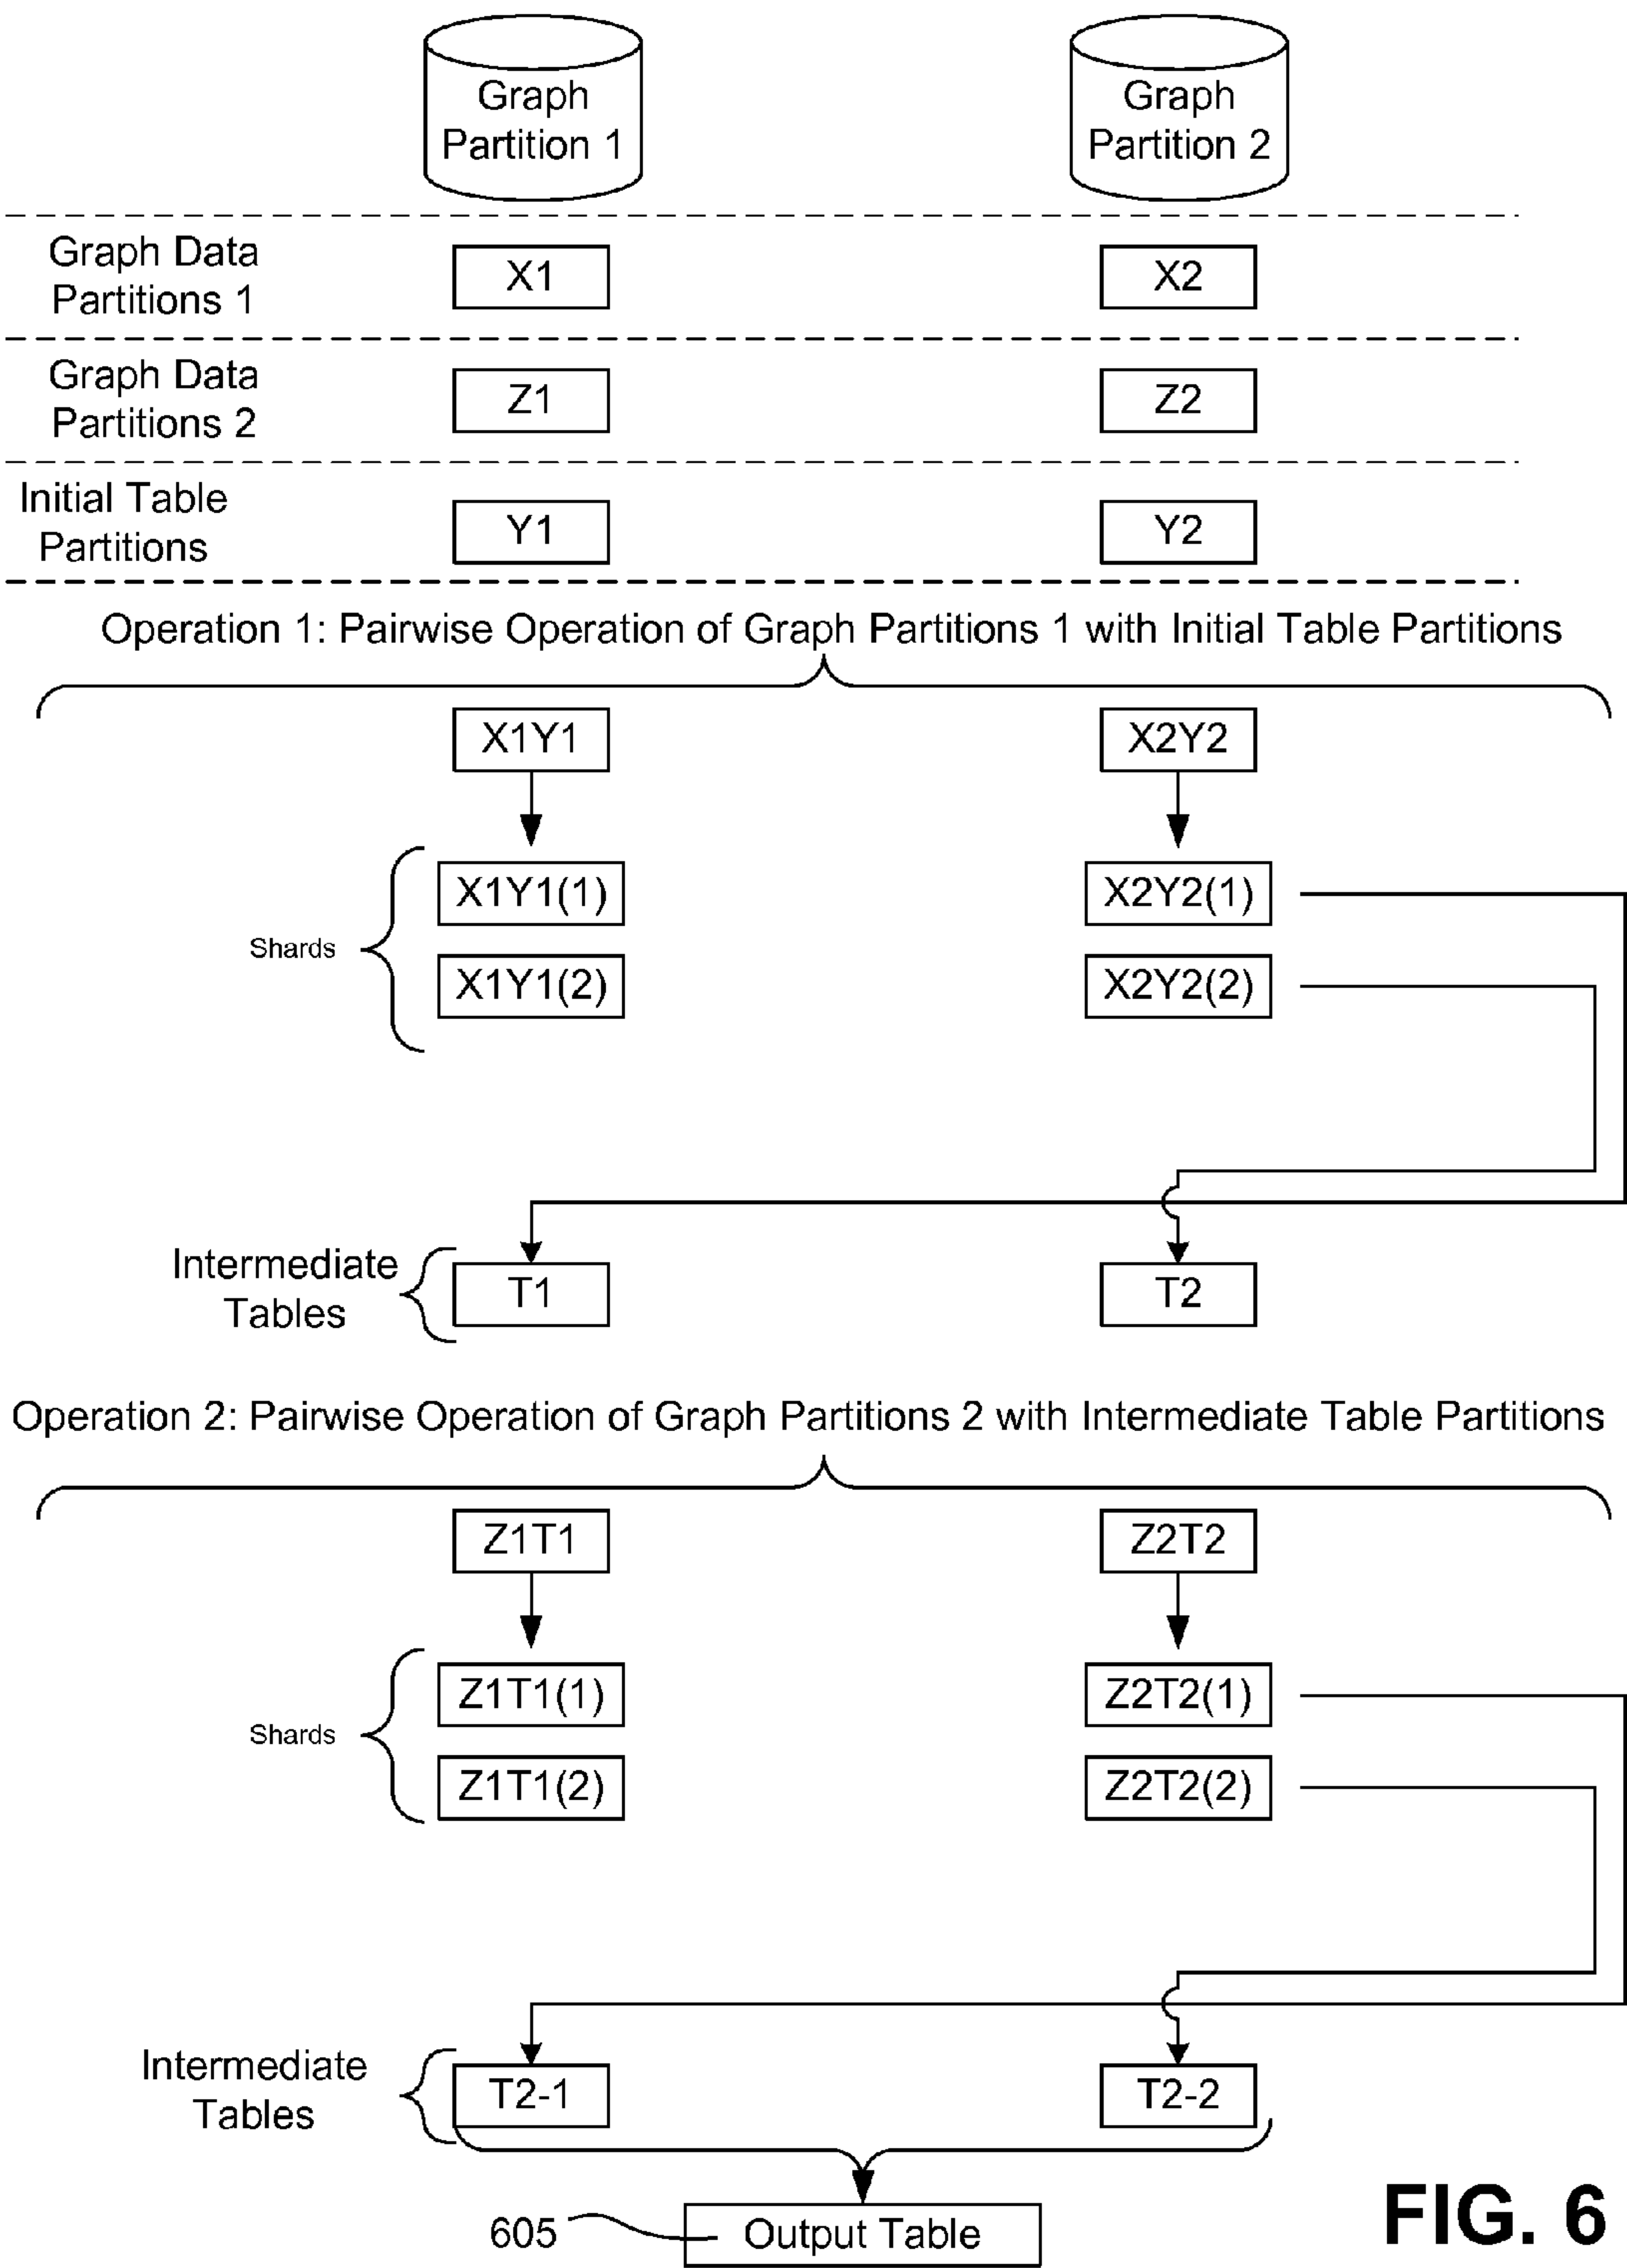 Graph
Partition 1
Graph
Partition 2
Graph Data
Partitions 1
X1
X2
Graph Data
Partitions 2
Z1
Z2
Initial Table
Partitions
Y1
Y2
Operation 1: Pairwise Operation of Graph Partitions 1 with Initial Table Partitions
X1Y1
X2Y2
Shards
X1Y1(1)
X2Y2(1)
X1Y1(2)
X2Y2(2)
Intermediate
Tables
T1
T2
Operation 2: Pairwise Operation of Graph Partitions 2 with Intermediate Table Partitions
Z1T1
Z2T2
Shards
Z1T1(1)
Z2T2(1)
Z1T1(2)
Z2T2(2)
Intermediate
Tables
T2-1
T2-2
605
Output Table
FIG. 6